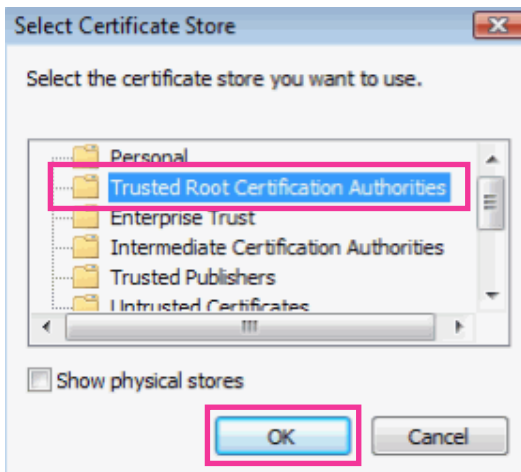 Select Certificate Store
Select the certificate store you want to use.
Personal
Trusted Root Certification Authorities
Enterprise Trust
Intermediate Certification Authorities
Trusted Publishers
Untrusted Certificates
Show physical stores
OK Cancel